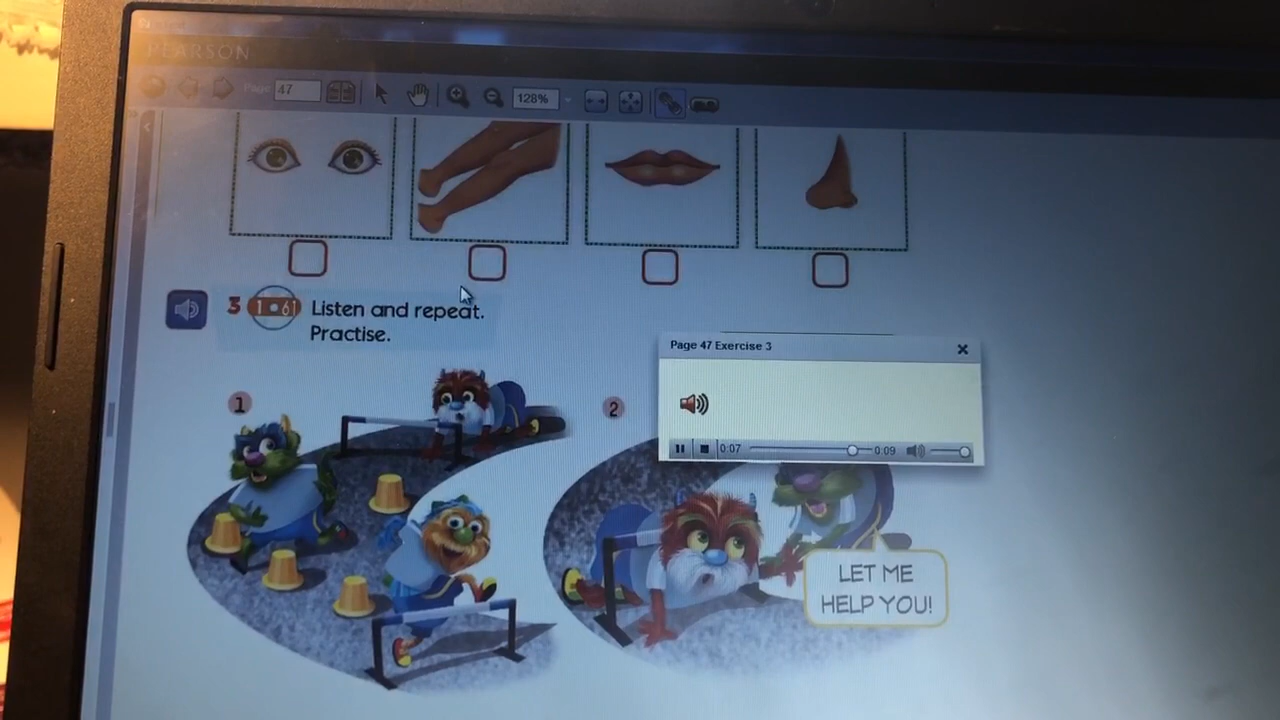 PEARSON
Page 47
128%
3 1•61 Listen and repeat.
Practise.
Page 47 Exercise 3
1
2
0:07
0:09
LET ME
HELP YOU!